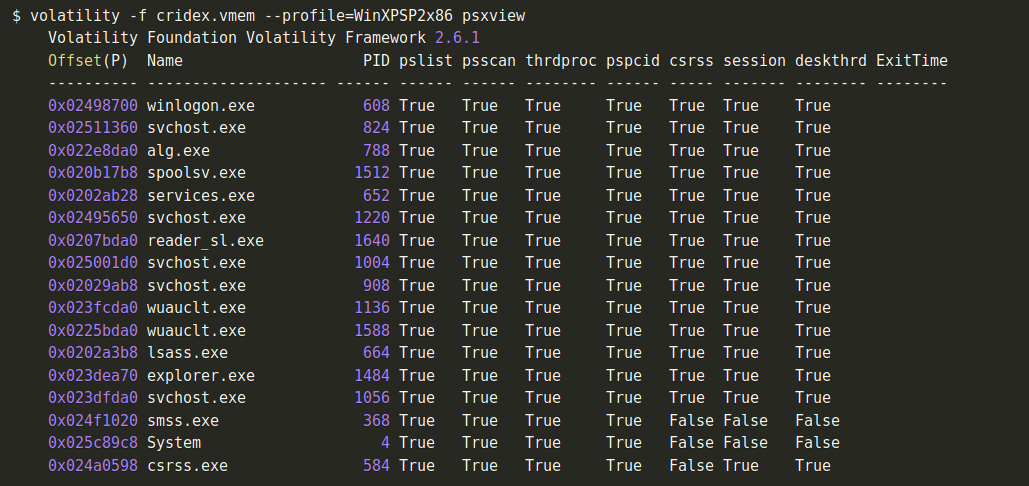 $ volatility -f cridex.vmem --profile=WinXPSP2x86 psxview
Volatility Foundation Volatility Framework 2.6.1
Offset(P)  Name                    PID pslist psscan thrdproc pspcid csrss session deskthrd ExitTime
---------- -------------------- ------ ------ ------ -------- ------ ----- ------- -------- --------
0x02498700 winlogon.exe            608 True   True   True     True   True  True    True
0x02511360 svchost.exe             824 True   True   True     True   True  True    True
0x022e8da0 alg.exe                 788 True   True   True     True   True  True    True
0x020b17b8 spoolsv.exe            1512 True   True   True     True   True  True    True
0x0202ab28 services.exe            652 True   True   True     True   True  True    True
0x02495650 svchost.exe            1220 True   True   True     True   True  True    True
0x0207bda0 reader_sl.exe          1640 True   True   True     True   True  True    True
0x025001d0 svchost.exe            1004 True   True   True     True   True  True    True
0x02029ab8 svchost.exe             908 True   True   True     True   True  True    True
0x023fcda0 wuauclt.exe            1136 True   True   True     True   True  True    True
0x0225bda0 wuauclt.exe            1588 True   True   True     True   True  True    True
0x0202a3b8 lsass.exe               664 True   True   True     True   True  True    True
0x023dea70 explorer.exe           1484 True   True   True     True   True  True    True
0x023dfda0 svchost.exe            1056 True   True   True     True   True  True    True
0x024f1020 smss.exe                368 True   True   True     True   False False   False
0x025c89c8 System                    4 True   True   True     True   False False   False
0x024a0598 csrss.exe               584 True   True   True     True   False True    True